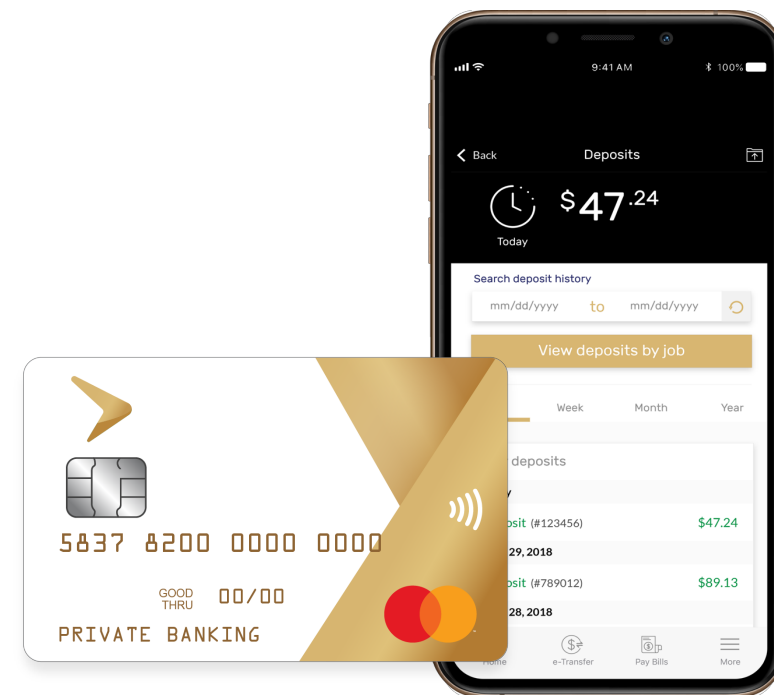 9:41 AM
100%
Back
Deposits
$47.24
Today
Search deposit history
mm/dd/yyyy to mm/dd/yyyy
View deposits by job
Week Month Year
deposits
(#123456) $47.24
29, 2018
(#789012) $89.13
28, 2018
e-Transfer Pay Bills More
5837 8200 0000 0000
GOOD
THRU
00/00
PRIVATE BANKING